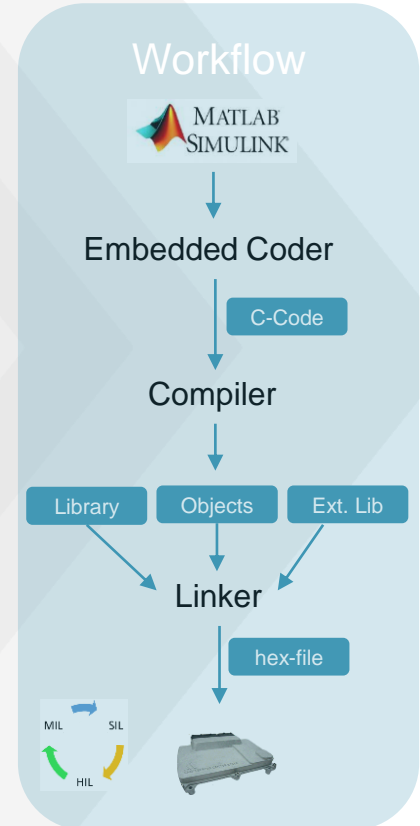 Workflow
MATLAB
SIMULINK®
Embedded Coder
C-Code
Compiler
Library
Objects
Ext. Lib
Linker
hex-file
MIL
SIL
HIL